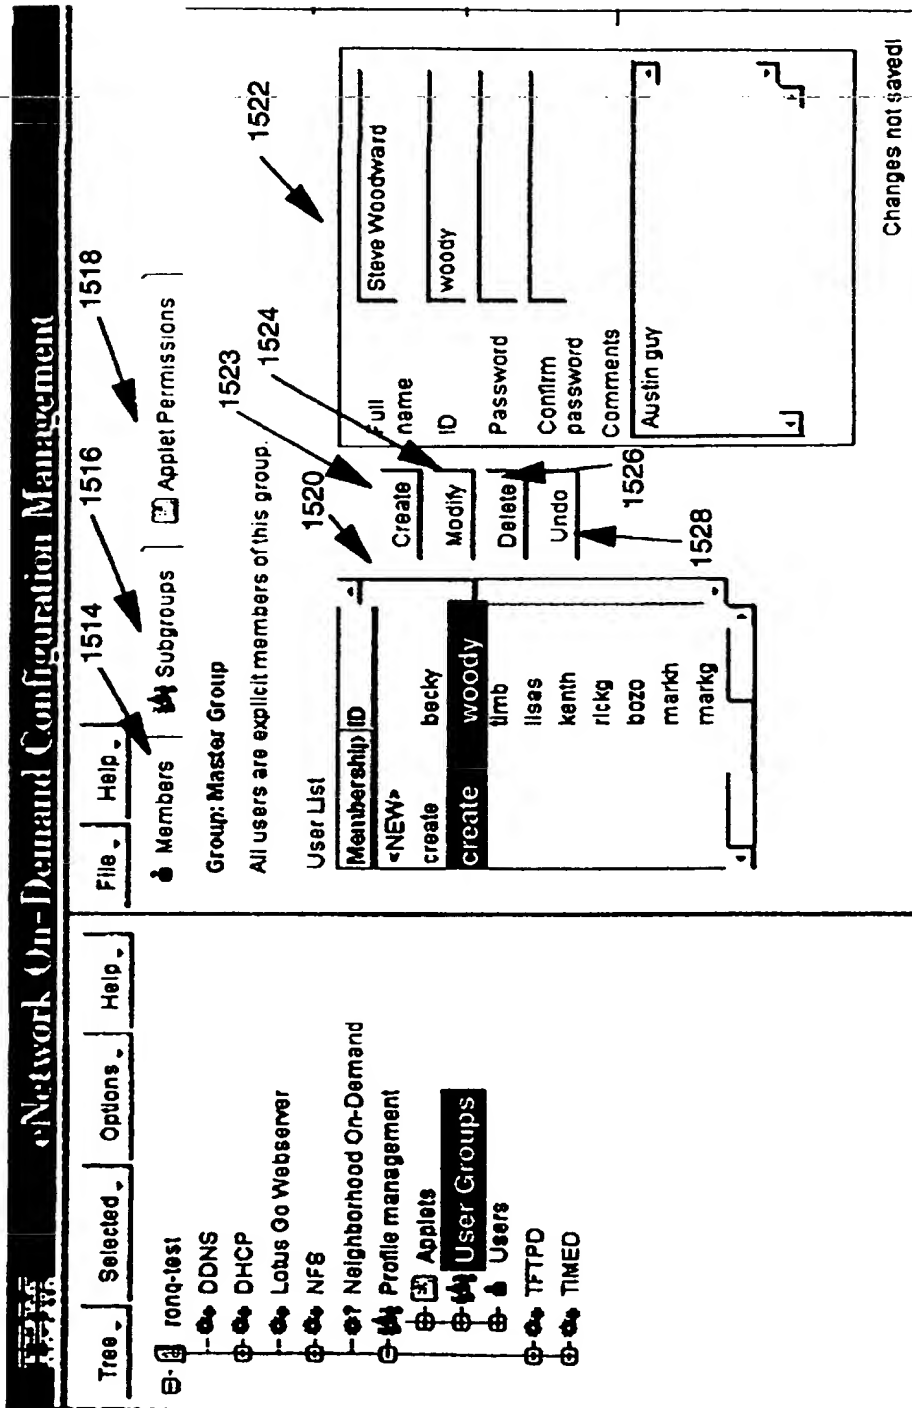 IBM
eNetwork On-Demand Configuration Management
Tree Selected Options Help
ronq-test
DDNS
DHCP
Lotus Go Webserver
NFS
Neighborhood On-Demand
Profile management
Applets
User Groups
Users
TFTPD
TIMED
File Help
1514
1516
1518
Members Subgroups Applet Permissions
Group: Master Group
All users are explicit members of this group.
1520
1523
1524
1522
User List
Membership ID
<NEW>
create becky
create woody
timb
lisas
kenth
rickg
bozo
markh
markg
Create
Modify
Delete
Undo
1526
1528
Full name Steve Woodward
ID woody
Password
Confirm password
Comments
Austin guy
Changes not saved!